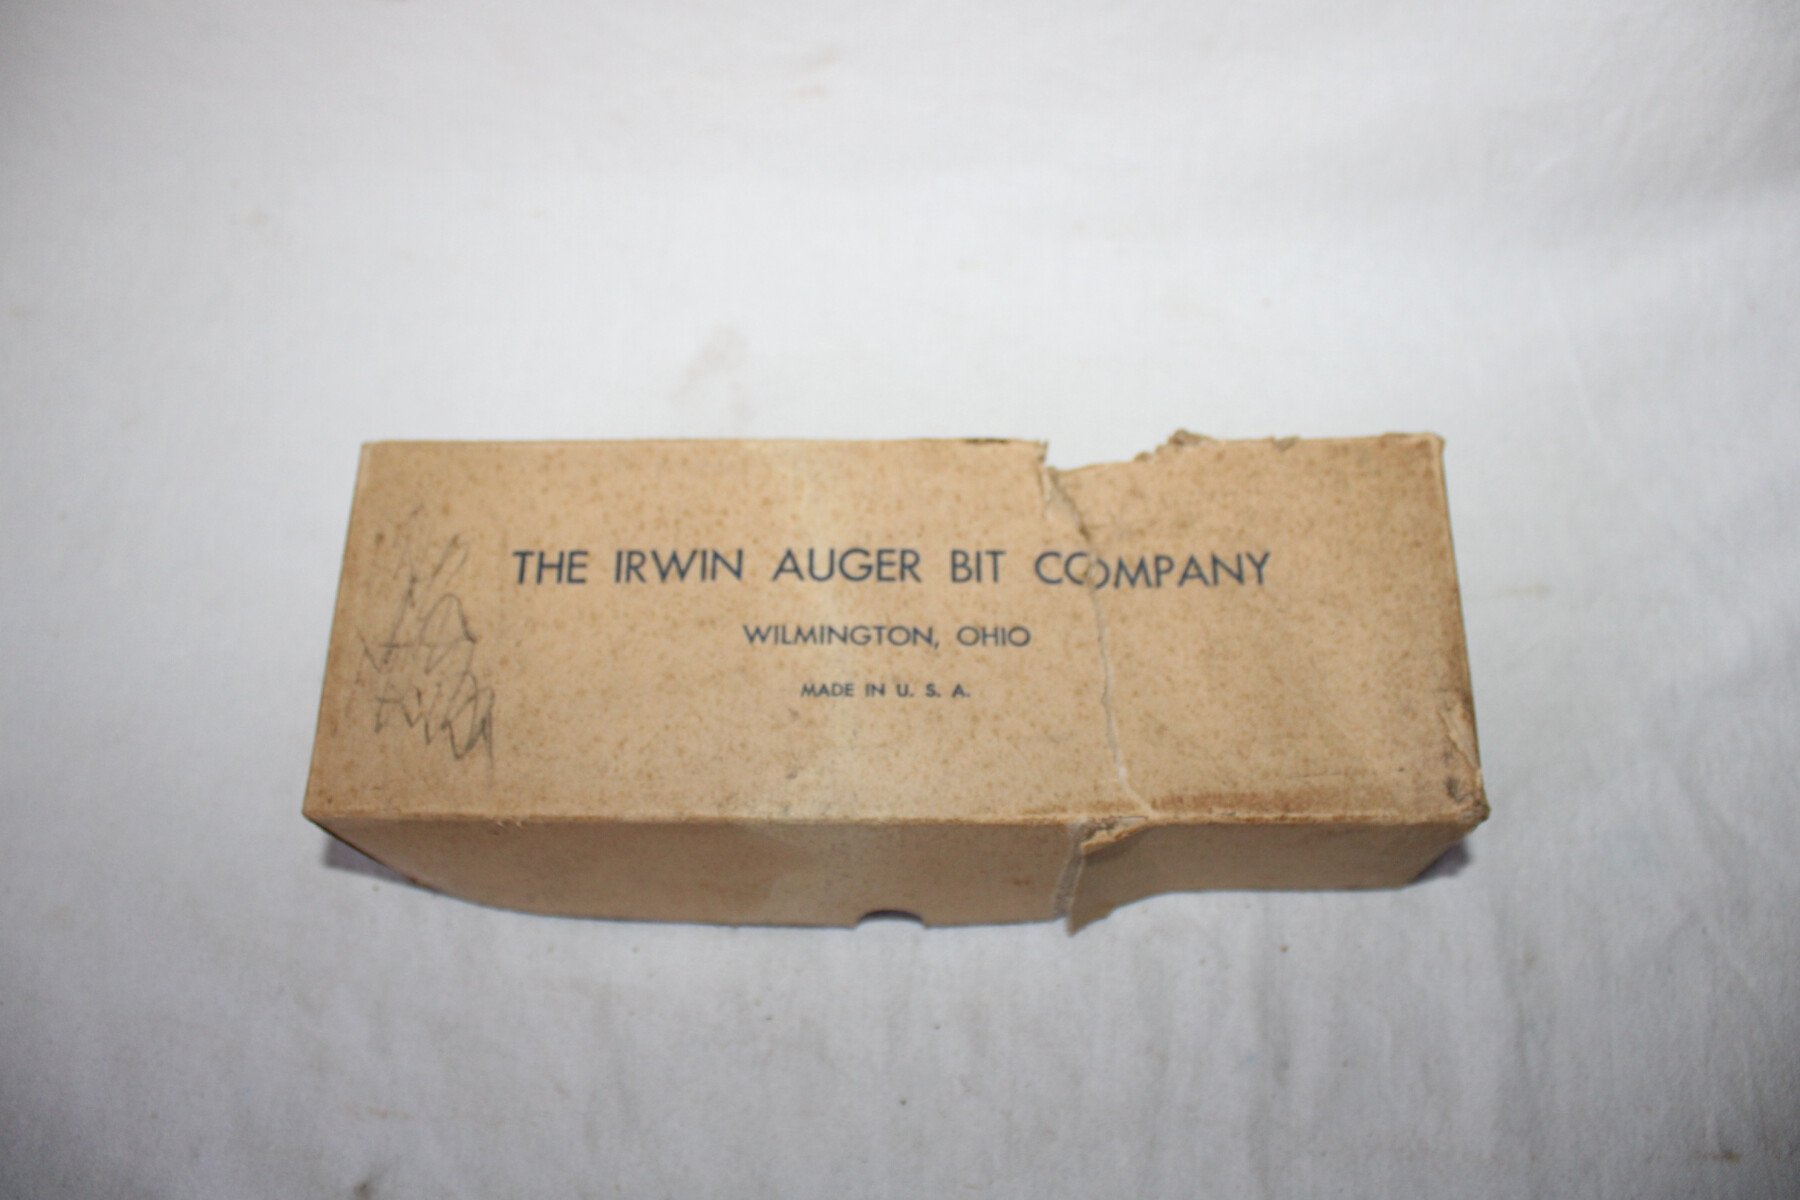 THE IRWIN AUGER BIT COMPANY
WILMINGTON, OHIO
MADE IN U. S. A.